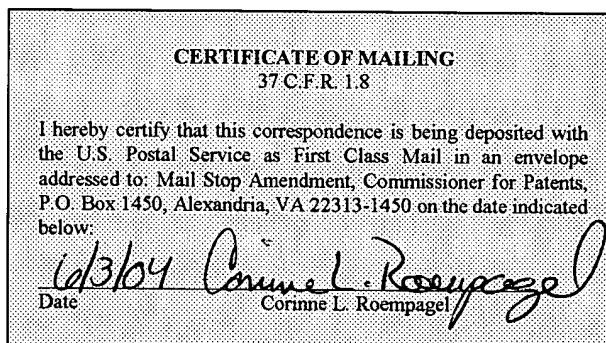 CERTIFICATE OF MAILING
37 C.F.R. 1.8
I hereby certify that this correspondence is being deposited with
the U.S. Postal Service as First Class Mail in an envelope
addressed to: Mail Stop Amendment, Commissioner for Patents,
P.O. Box 1450, Alexandria, VA 22313-1450 on the date indicated
below:
6/3/04 Corinne L. Roempagel
Date Corinne L. Roempagel